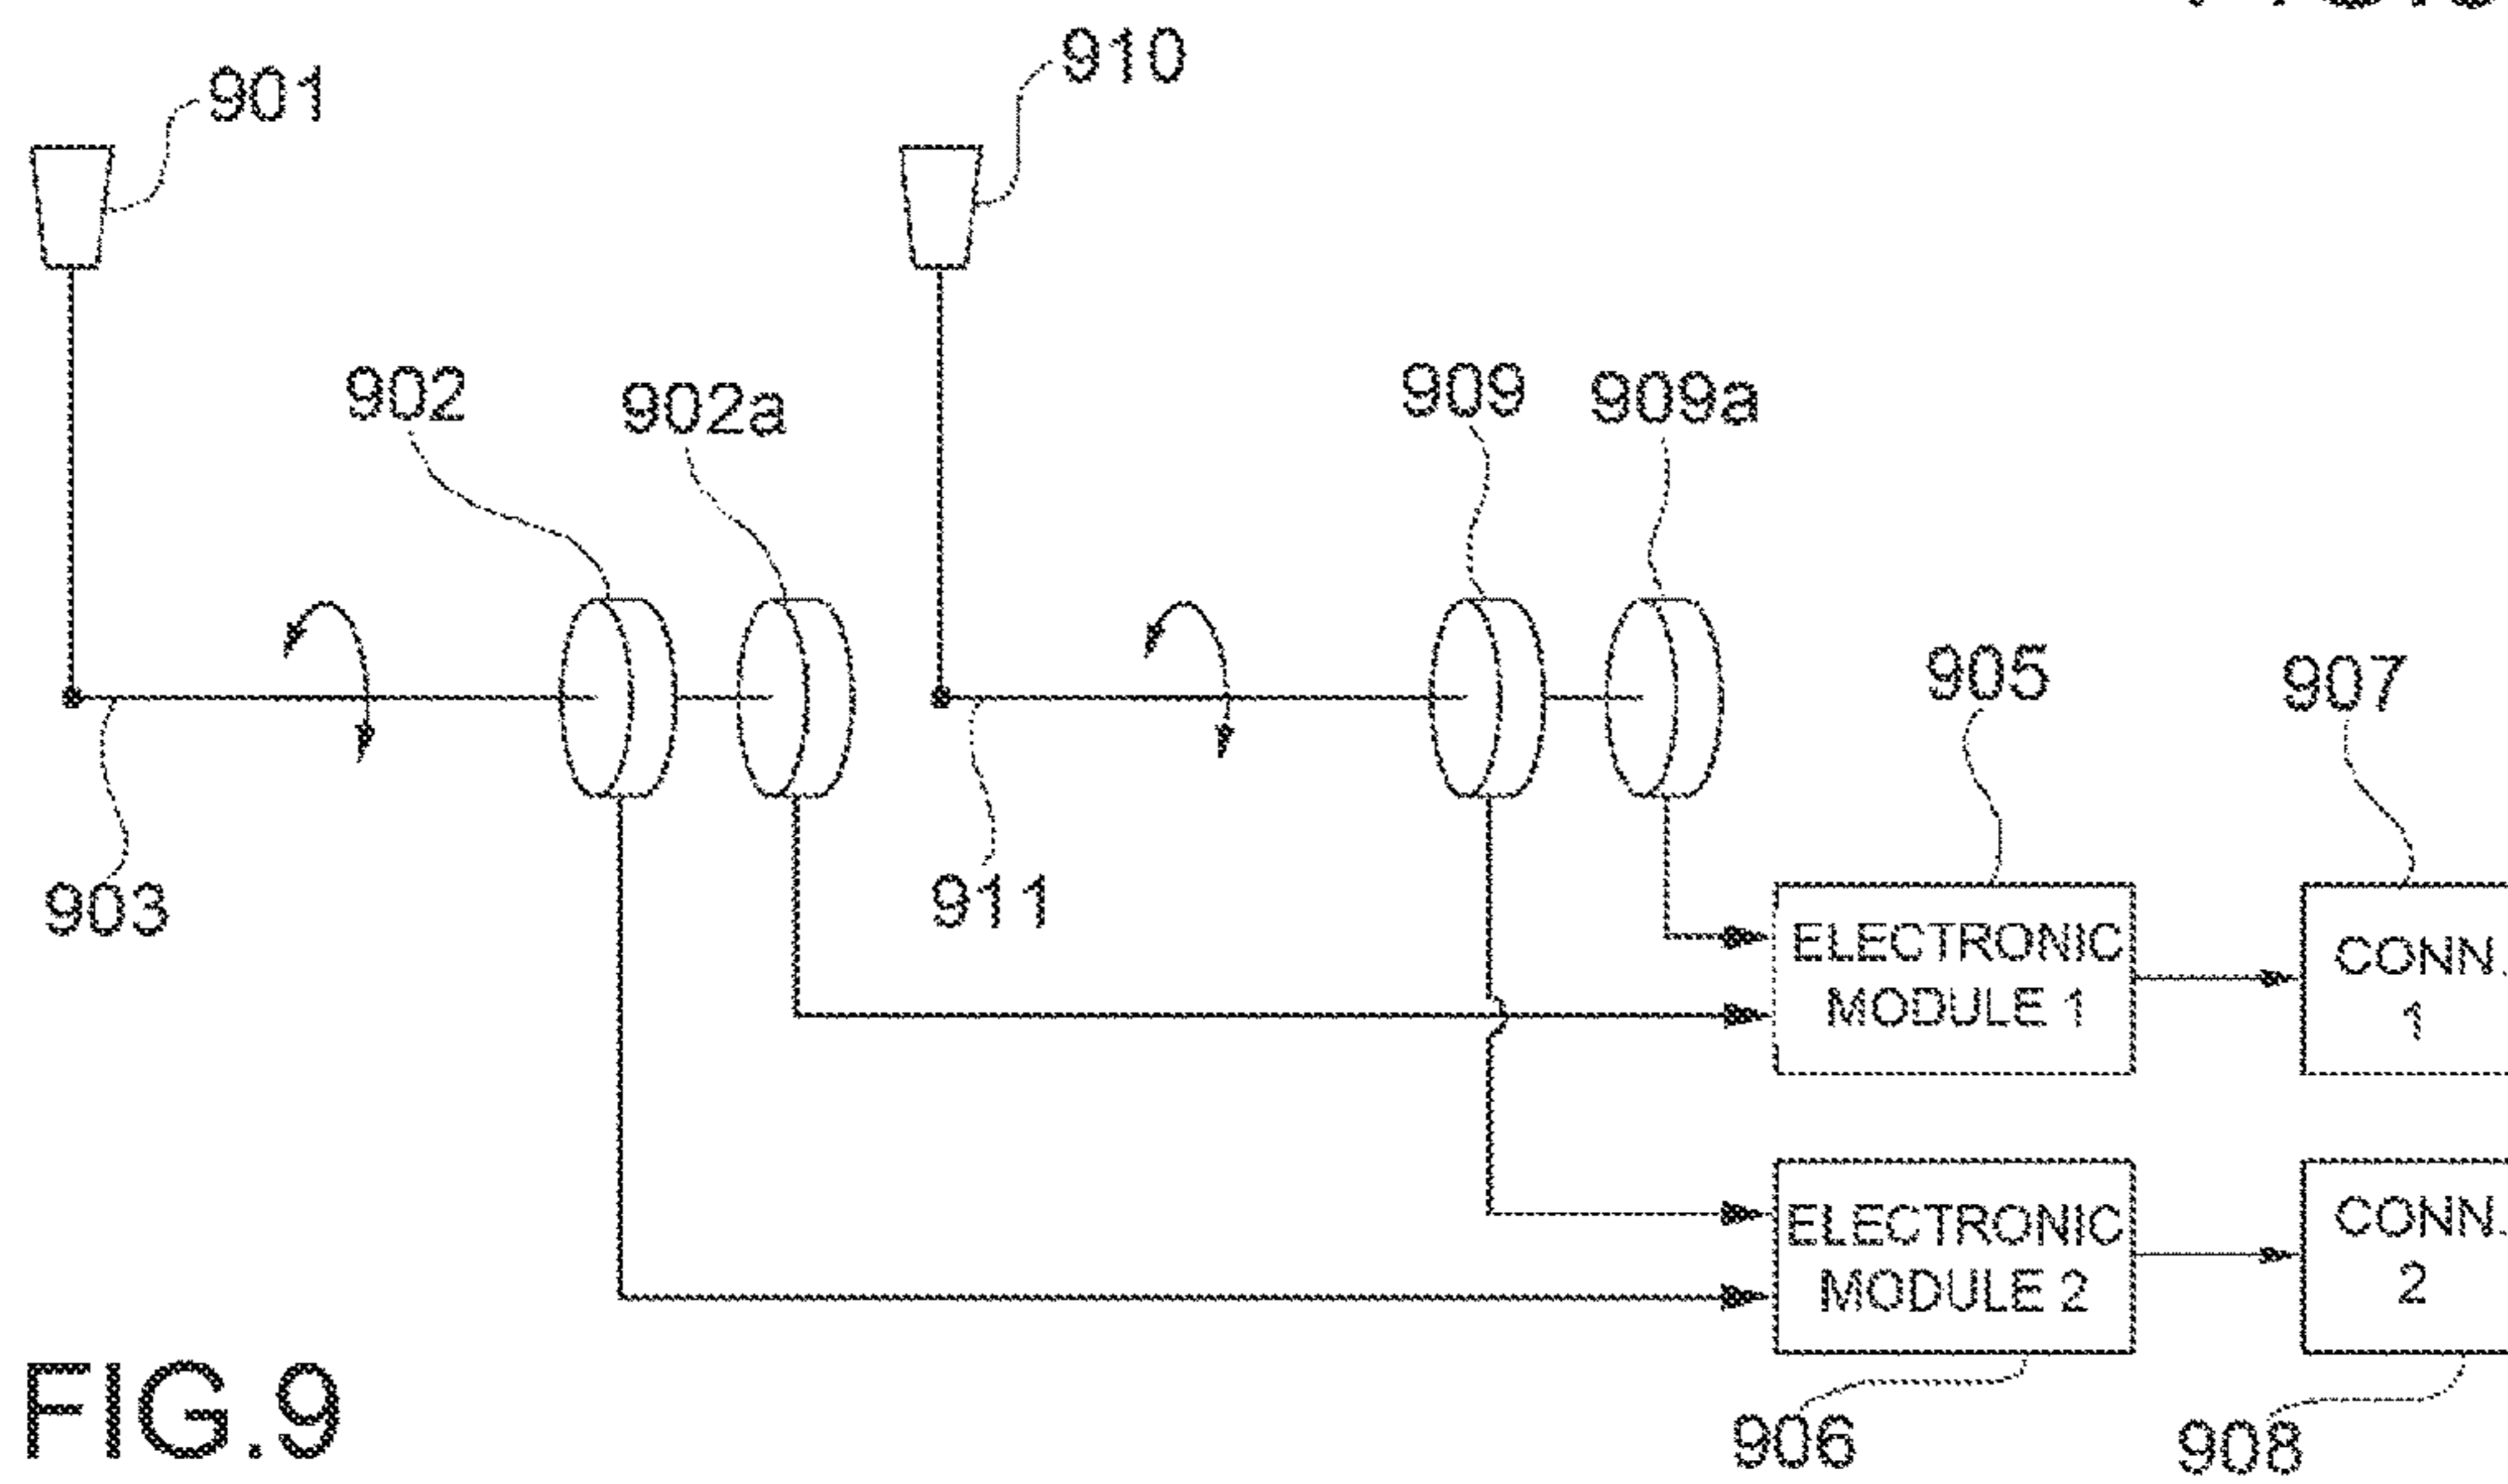 910
901
902
902a
909
909a
905
907
903
911
ELECTRONIC
MODULE 1
CONN.
1
ELECTRONIC
MODULE 2
CONN.
2
FIG.9
906
908